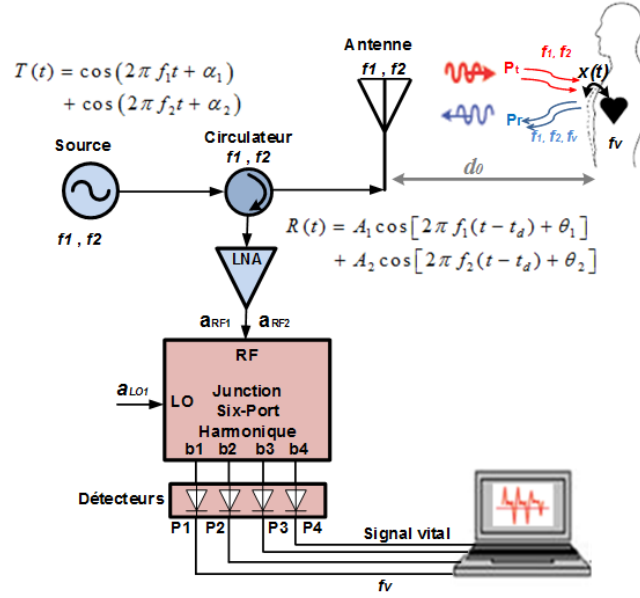 Antenne
f1 , f2
T(t) = cos(2π f₁t + α₁)
+ cos(2π f₂t + α₂)
Pt
f1, f2
x(t)
Pr
f1, f2, fv
fv
d₀
Source
f1 , f2
Circulateur
f1 , f2
R(t) = A₁ cos[2π f₁(t − t_d) + θ₁]
+ A₂ cos[2π f₂(t − t_d) + θ₂]
LNA
aRF1 aRF2
RF
aLO1
LO
Junction
Six-Port
Harmonique
b1 b2 b3 b4
Détecteurs
P1 P2 P3 P4
Signal vital
fv